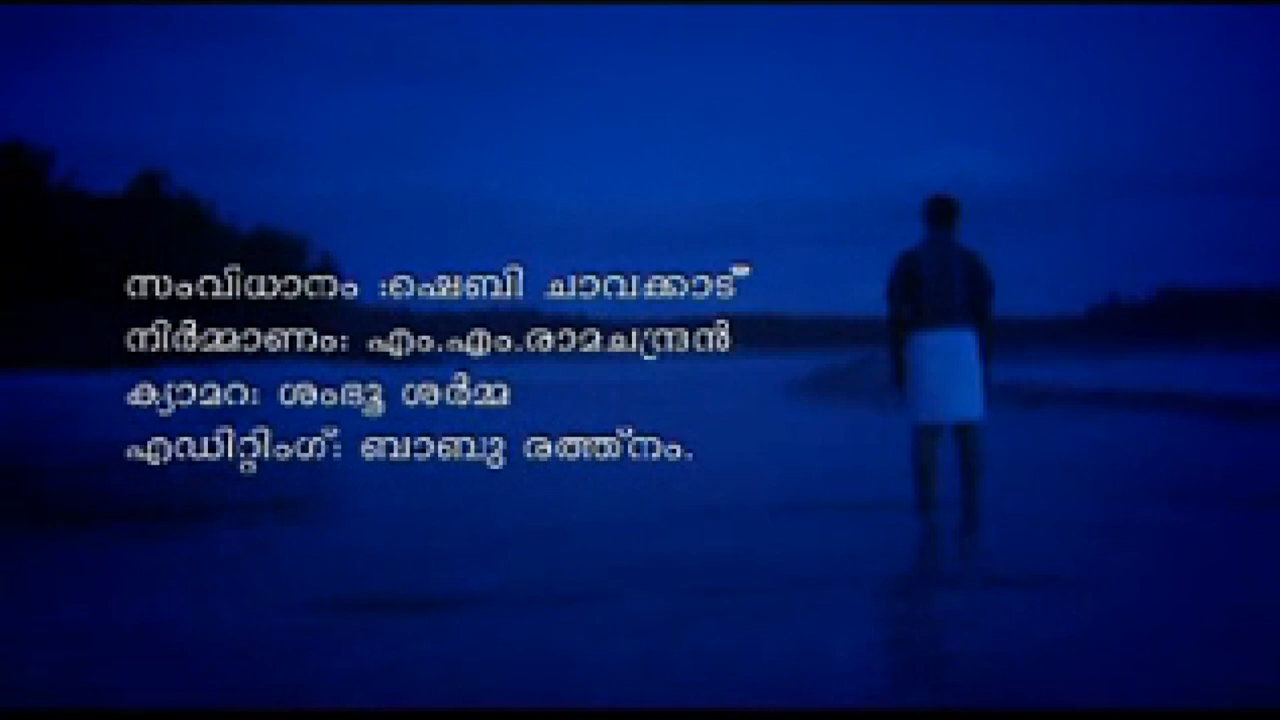 സംവിധാനം :ഷെബി ചാവക്കാട്
നിർമ്മാണം: എം.എം.രാമചന്ദ്രൻ
ക്യാമറ: ശംഭൂ ശർമ്മ
എഡിറ്റിംഗ്: ബാബു രത്ത്നം.